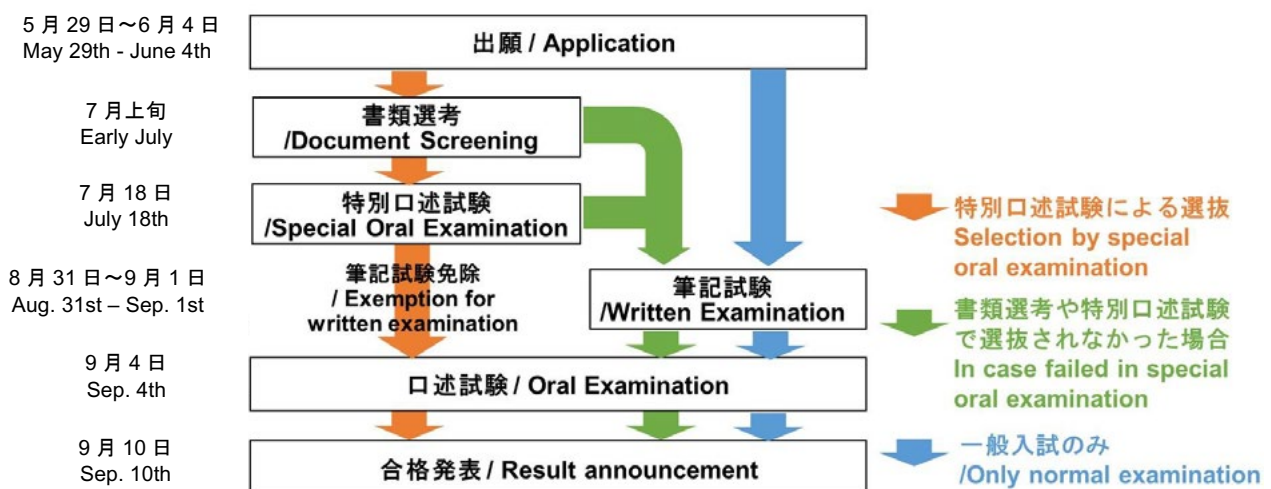 5 月 29 日～6 月 4 日
May 29th - June 4th
出願 / Application
7 月上旬
Early July
書類選考
/Document Screening
7 月 18 日
July 18th
特別口述試験
/Special Oral Examination
8 月 31 日～9 月 1 日
Aug. 31st – Sep. 1st
筆記試験免除
/ Exemption for
written examination
筆記試験
/Written Examination
9 月 4 日
Sep. 4th
口述試験 / Oral Examination
9 月 10 日
Sep. 10th
合格発表 / Result announcement
特別口述試験による選抜
Selection by special
oral examination
書類選考や特別口述試験
で選抜されなかった場合
In case failed in special
oral examination
一般入試のみ
/Only normal examination